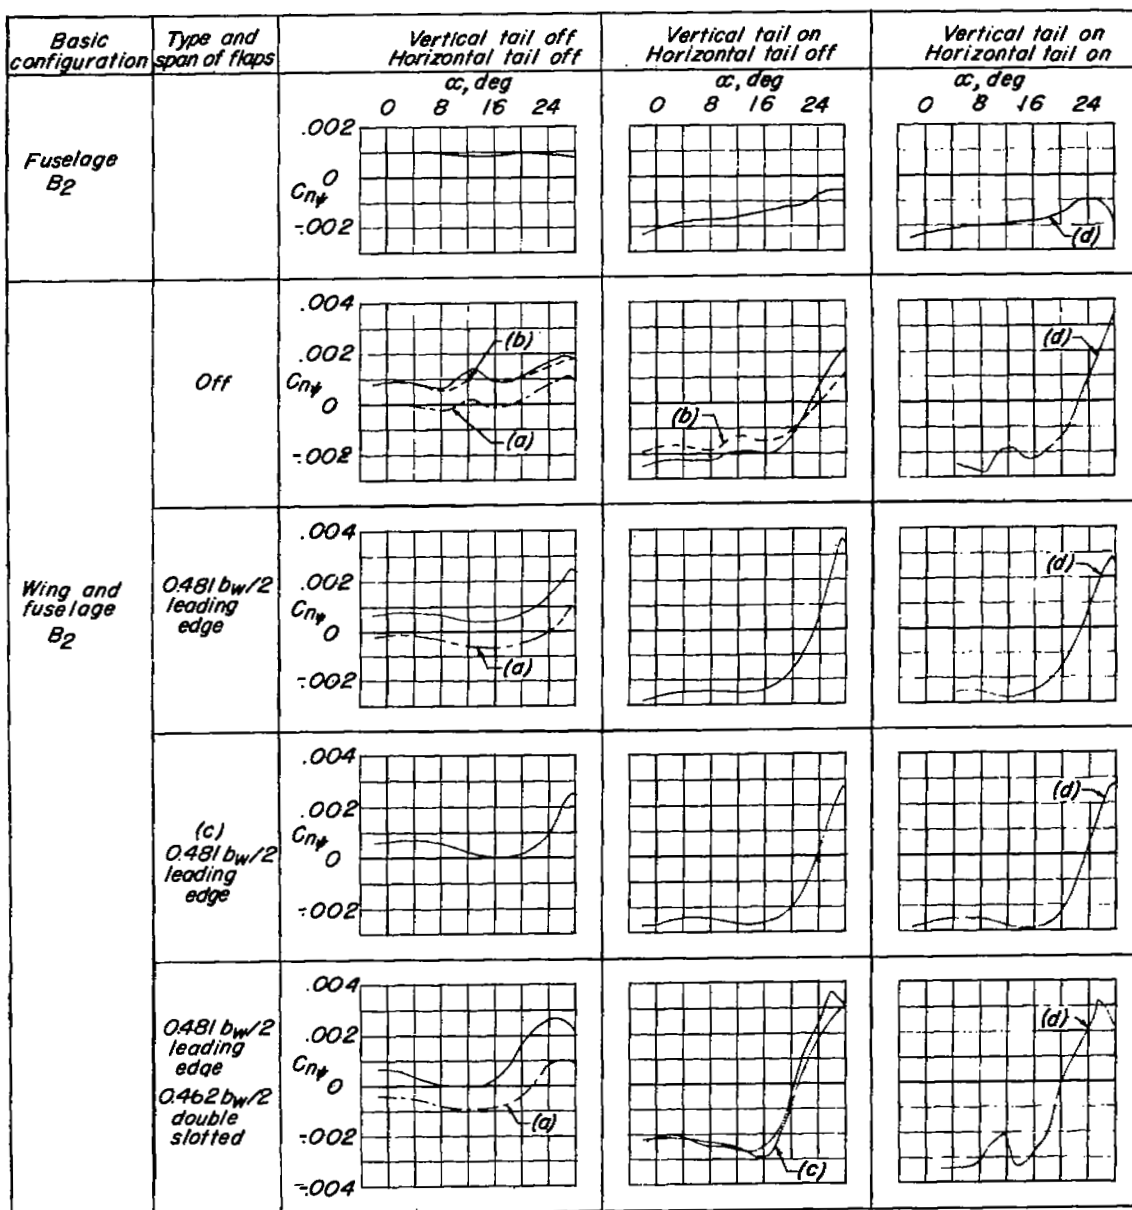 Basic configuration
Type and span of flaps
Vertical tail off
Horizontal tail off
Vertical tail on
Horizontal tail off
Vertical tail on
Horizontal tail on
α, deg
0 8 16 24
α, deg
0 8 16 24
α, deg
0 8 16 24
Fuselage
B2
.002
0
Cnψ
-.002
(d)
Wing and
fuselage
B2
Off
.004
.002
Cnψ
0
-.002
(b)
(a)
(b)
(d)
0.481 bw/2
leading
edge
.004
.002
Cnψ
0
-.002
(a)
(d)
(c)
0.481 bw/2
leading
edge
.004
.002
Cnψ
0
-.002
(d)
0.481 bw/2
leading
edge
0.462 bw/2
double
slotted
.004
.002
Cnψ
0
-.002
-.004
(a)
(c)
(d)